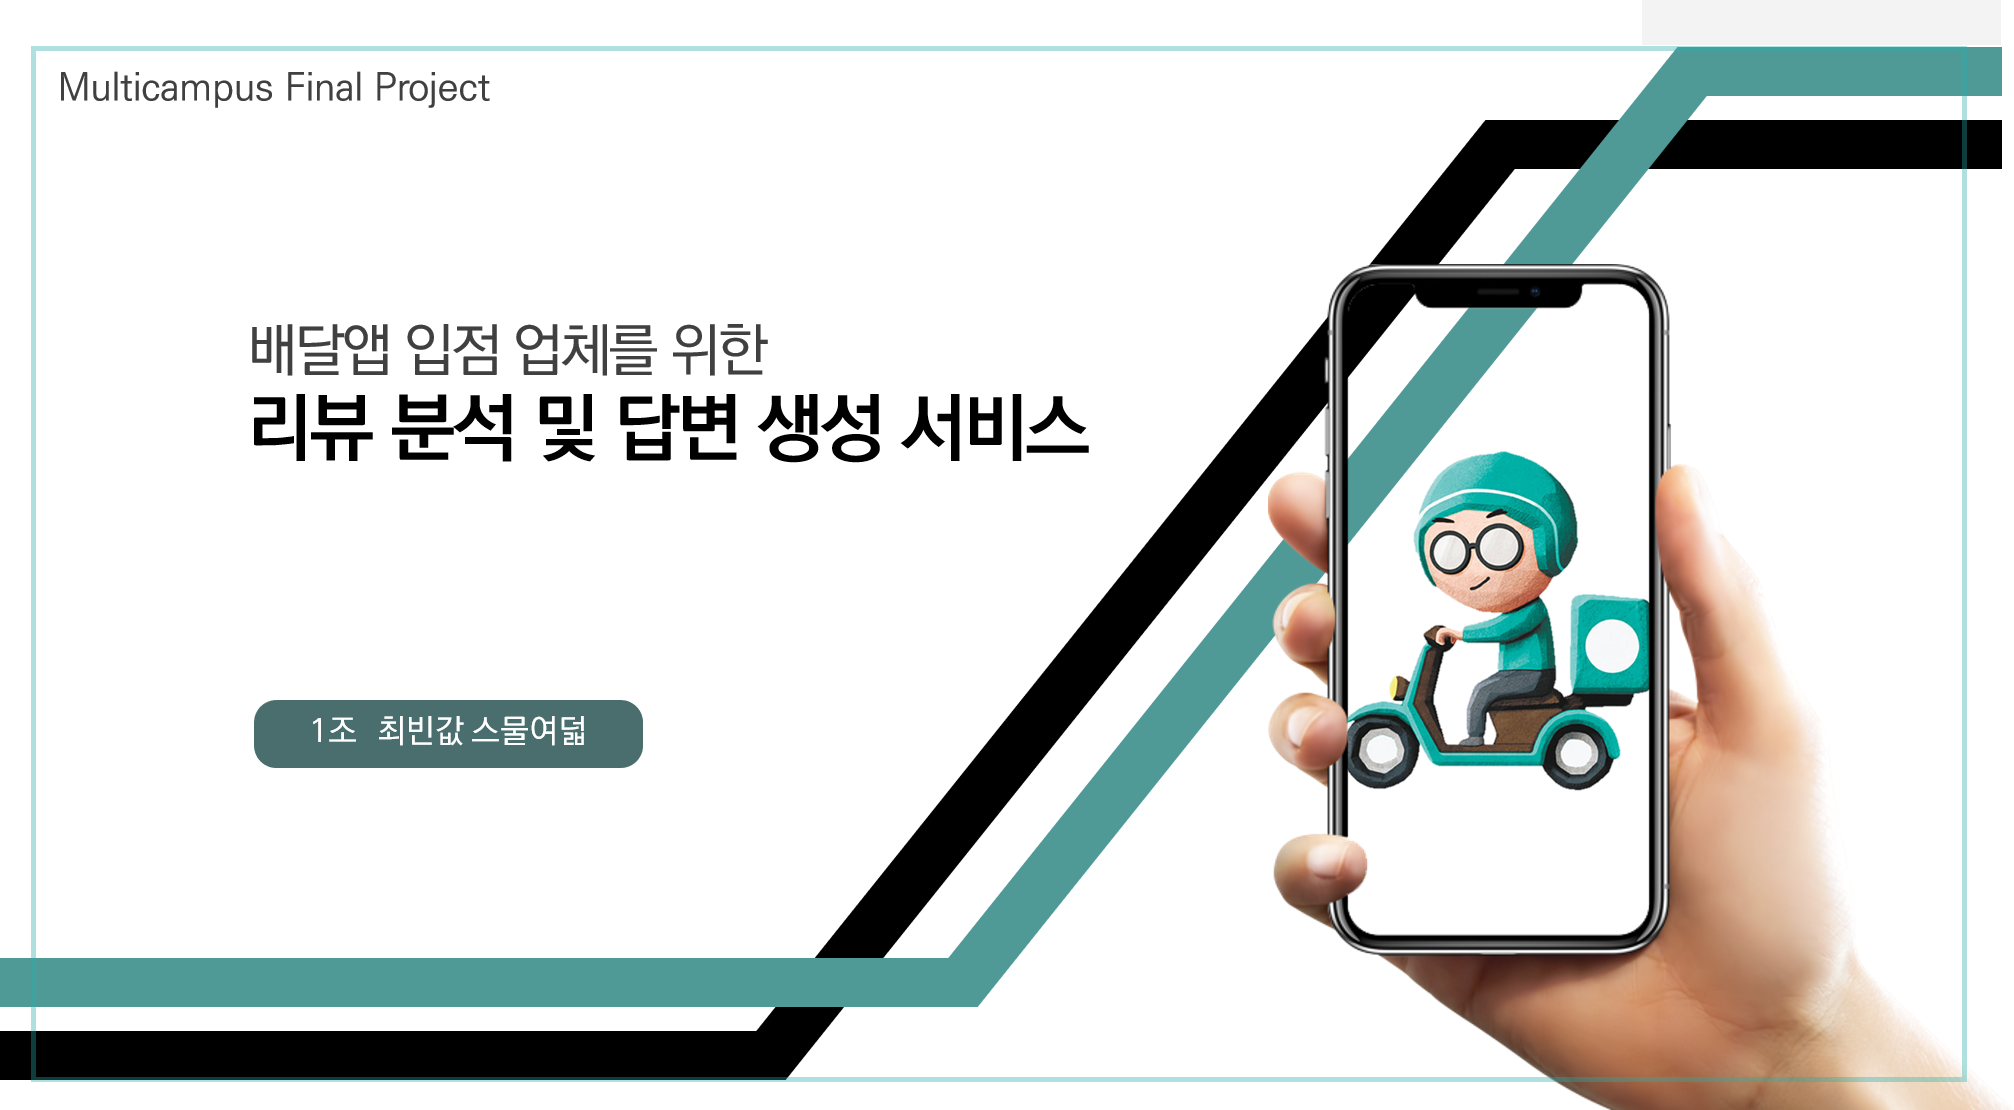 Multicampus Final Project
배달앱 입점 업체를 위한
리뷰 분석 및 답변 생성 서비스
1조 최빈값 스물여덟